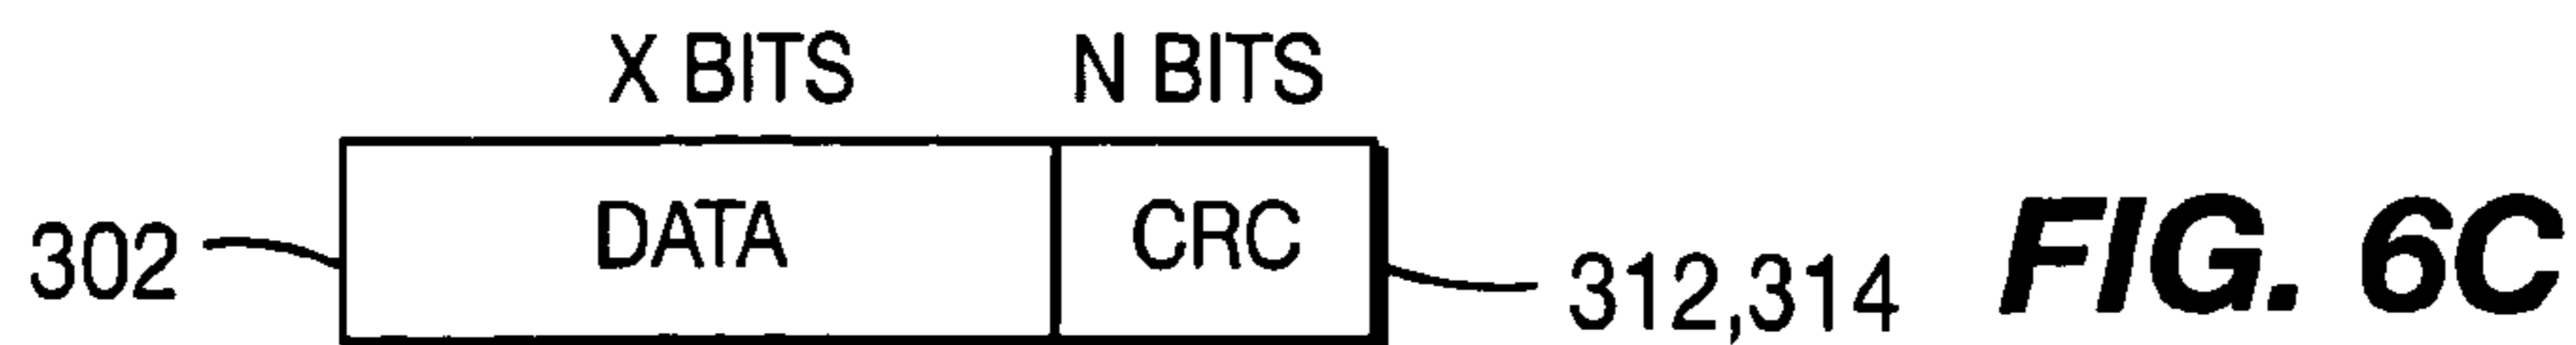 X BITS N BITS
302 DATA CRC 312,314 FIG. 6C